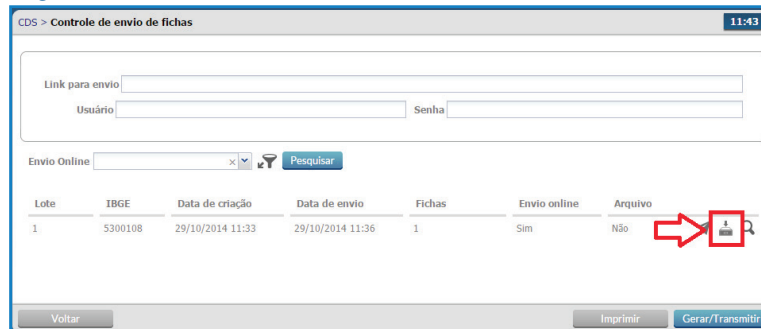 CDS > Controle de envio de fichas 11:43
Link para envio
Usuário Senha
Envio Online Pesquisar
Lote IBGE Data de criação Data de envio Fichas Envio online Arquivo
1 5300108 29/10/2014 11:33 29/10/2014 11:36 1 Sim Não
Voltar Imprimir Gerar/Transmitir